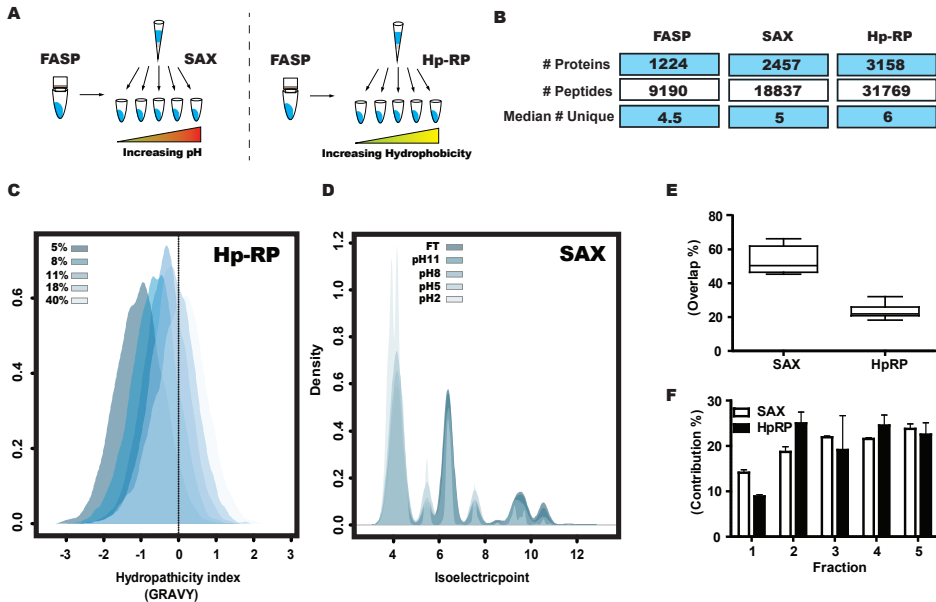 A
FASP
SAX
Increasing pH
FASP
Hp-RP
Increasing Hydrophobicity
B
FASP SAX Hp-RP
# Proteins 1224 2457 3158
# Peptides 9190 18837 31769
Median # Unique 4.5 5 6
C
Hp-RP
5%
8%
11%
18%
40%
0.6
0.4
0.2
0.0
-3 -2 -1 0 1 2 3
Hydropathicity index
(GRAVY)
D
SAX
FT
pH11
pH8
pH5
pH2
Density
1.2
1.0
0.8
0.6
0.4
0.2
0.0
4 6 8 10 12
Isoelectricpoint
E
(Overlap %)
80
60
40
20
0
SAX HpRP
F
(Contribution %)
30
20
10
0
SAX
HpRP
1 2 3 4 5
Fraction